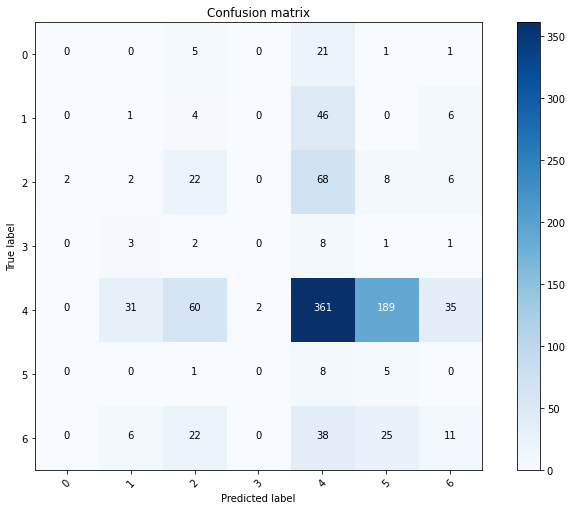 Confusion matrix
0 0 0 5 0 21 1 1
1 0 1 4 0 46 0 6
2 2 2 22 0 68 8 6
3 0 3 2 0 8 1 1
4 0 31 60 2 361 189 35
5 0 0 1 0 8 5 0
6 0 6 22 0 38 25 11
0 1 2 3 4 5 6
True label
Predicted label
350
300
250
200
150
100
50
0